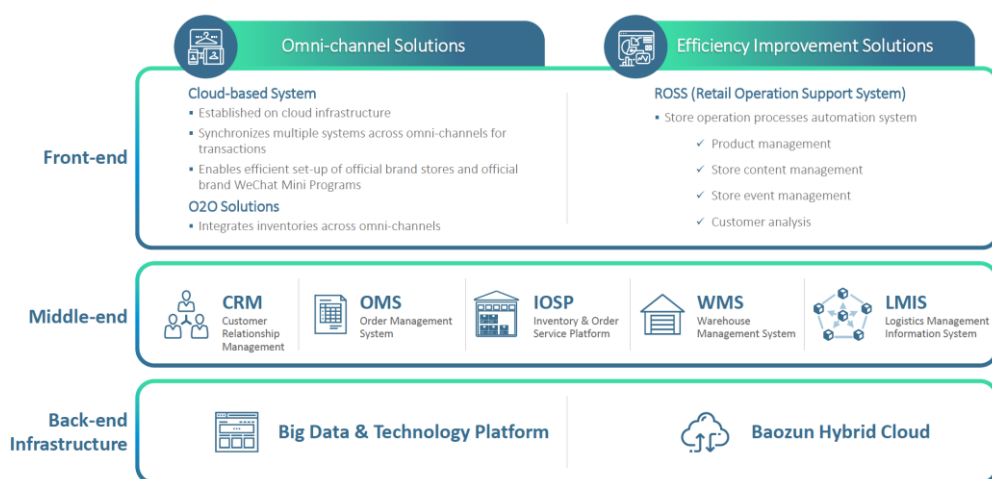 Omni-channel Solutions
Efficiency Improvement Solutions
Front-end
Cloud-based System
Established on cloud infrastructure
Synchronizes multiple systems across omni-channels for
transactions
Enables efficient set-up of official brand stores and official
brand WeChat Mini Programs
O2O Solutions
Integrates inventories across omni-channels
ROSS (Retail Operation Support System)
Store operation processes automation system
Product management
Store content management
Store event management
Customer analysis
Middle-end
CRM
Customer
Relationship
Management
OMS
Order Management
System
IOSP
Inventory & Order
Service Platform
WMS
Warehouse
Management System
LMIS
Logistics Management
Information System
Back-end
Infrastructure
Big Data & Technology Platform
Baozun Hybrid Cloud